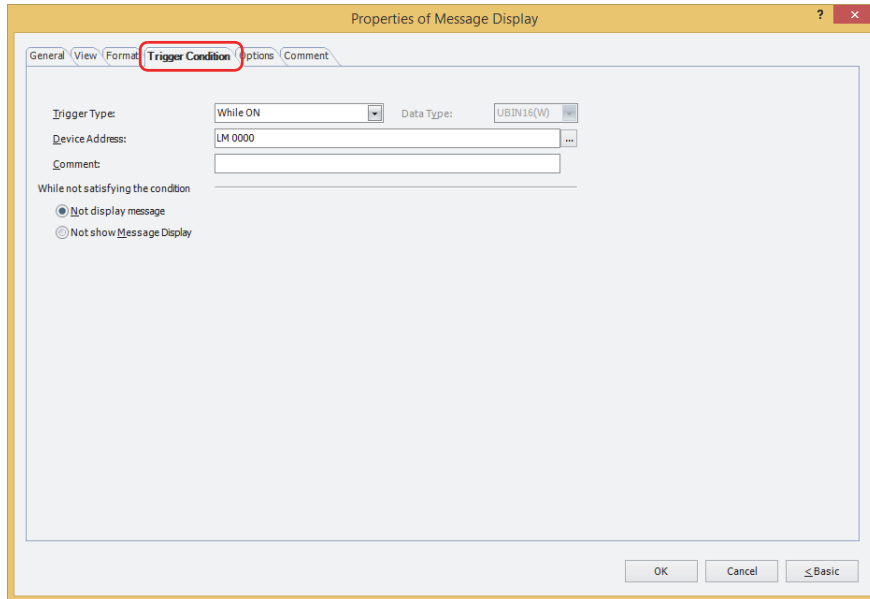 Properties of Message Display
? ×
General View Format Trigger Condition Options Comment
Trigger Type: While ON Data Type: UBIN16(W)
Device Address: LM 0000 ...
Comment:
While not satisfying the condition
Not display message
Not show Message Display
OK Cancel < Basic